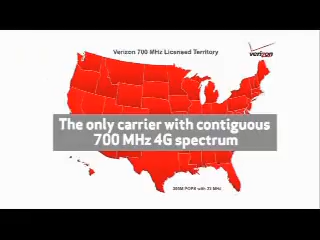 Verizon 700 MHz Licensed Territory
verizon
The only carrier with contiguous
700 MHz 4G spectrum